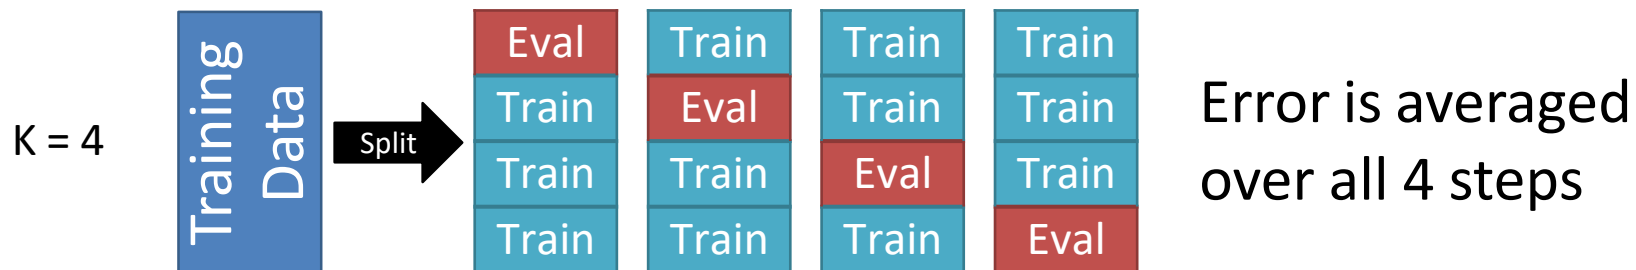 K = 4
Training
Data
Split
Eval Train Train Train
Train Eval Train Train
Train Train Eval Train
Train Train Train Eval
Error is averaged
over all 4 steps